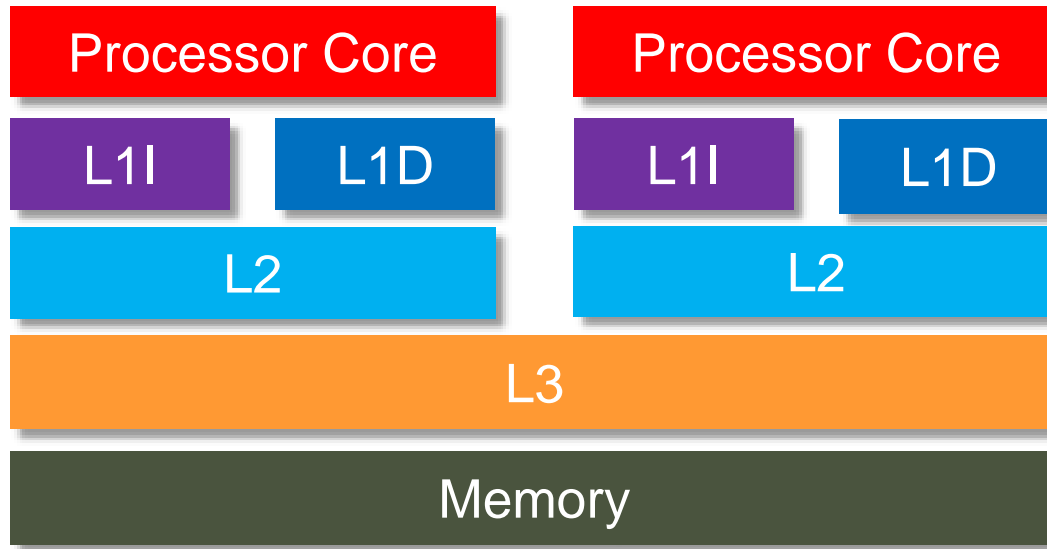 Processor Core
Processor Core
L1I
L1D
L1I
L1D
L2
L2
L3
Memory